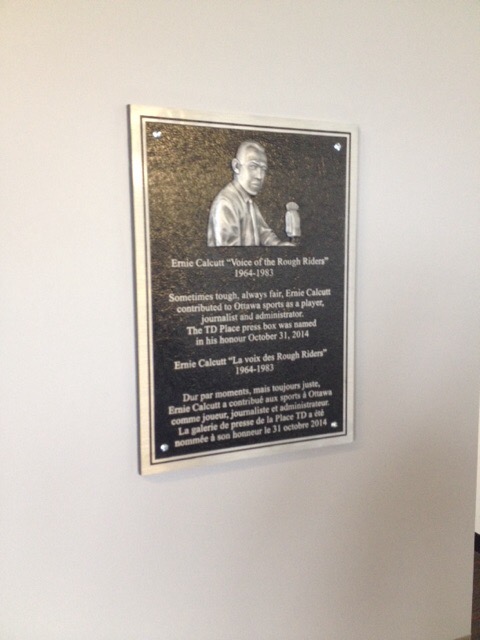 Ernie Calcutt "Voice of the Rough Riders"
1964-1983
Sometimes tough, always fair, Ernie Calcutt
contributed to Ottawa sports as a player,
journalist and administrator.
The TD Place press box was named
in his honour October 31, 2014
Ernie Calcutt "La voix des Rough Riders"
1964-1983
Dur par moments, mais toujours juste,
Ernie Calcutt a contribué aux sports à Ottawa
comme joueur, journaliste et administrateur.
La galerie de presse de la Place TD a été
nommée à son honneur le 31 octobre 2014